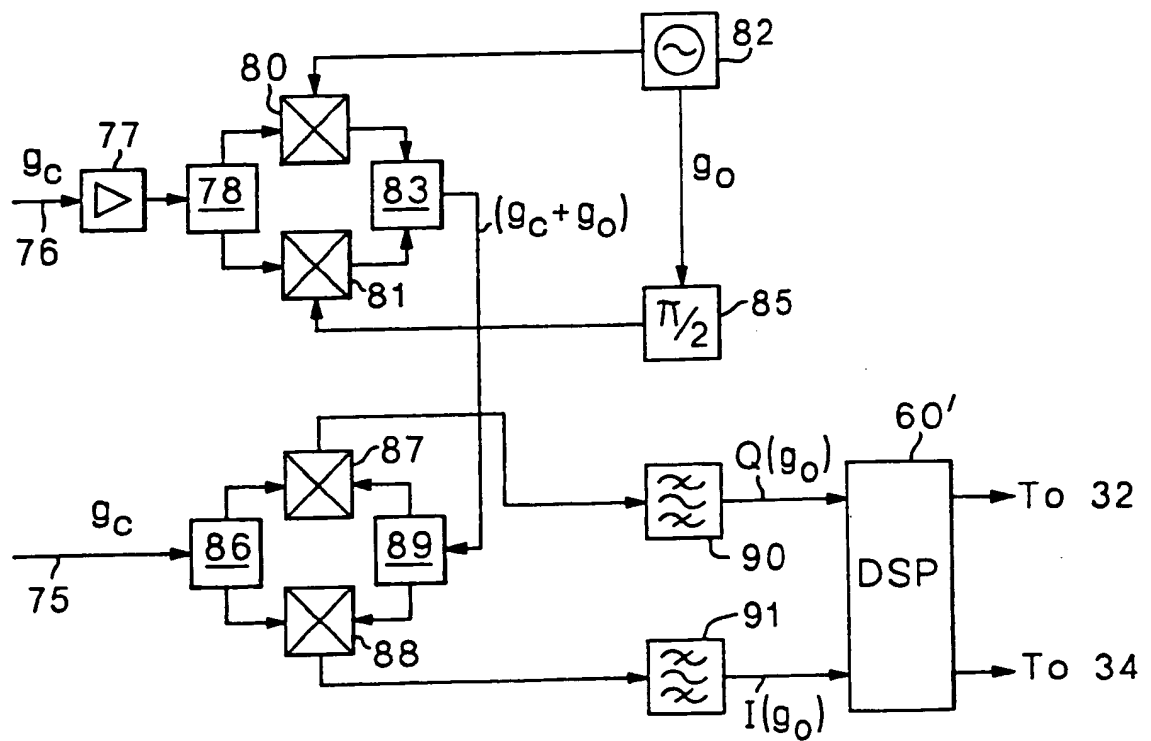 82
80
77
g_c
78
83
g_o
(g_c + g_o)
76
81
π/2
85
60'
87
Q(g_o)
g_c
To 32
86
89
90
DSP
75
91
88
To 34
I(g_o)